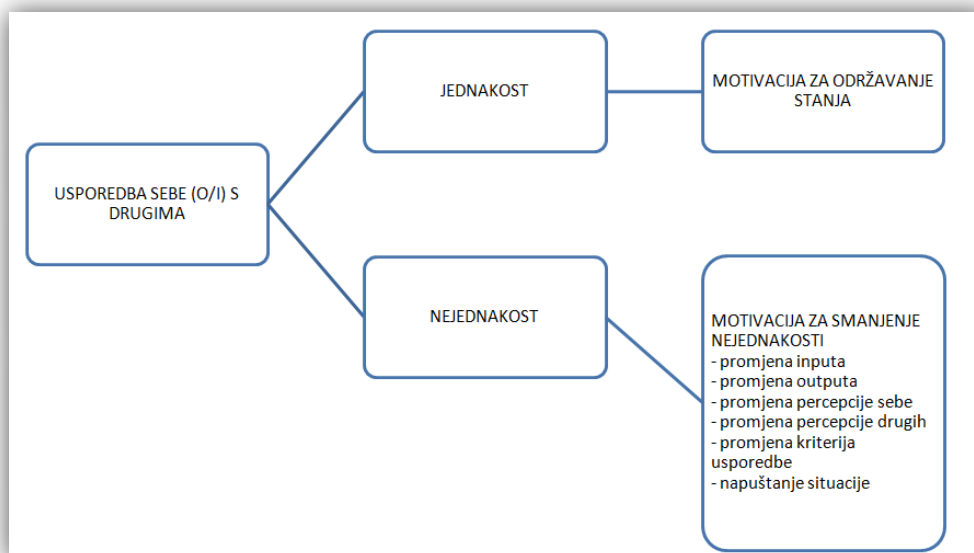 USPOREDBA SEBE (O/I) S
DRUGIMA
JEDNAKOST
MOTIVACIJA ZA ODRŽAVANJE
STANJA
NEJEDNAKOST
MOTIVACIJA ZA SMANJENJE
NEJEDNAKOSTI
- promjena inputa
- promjena outputa
- promjena percepcije sebe
- promjena percepcije drugih
- promjena kriterija
usporedbe
- napuštanje situacije